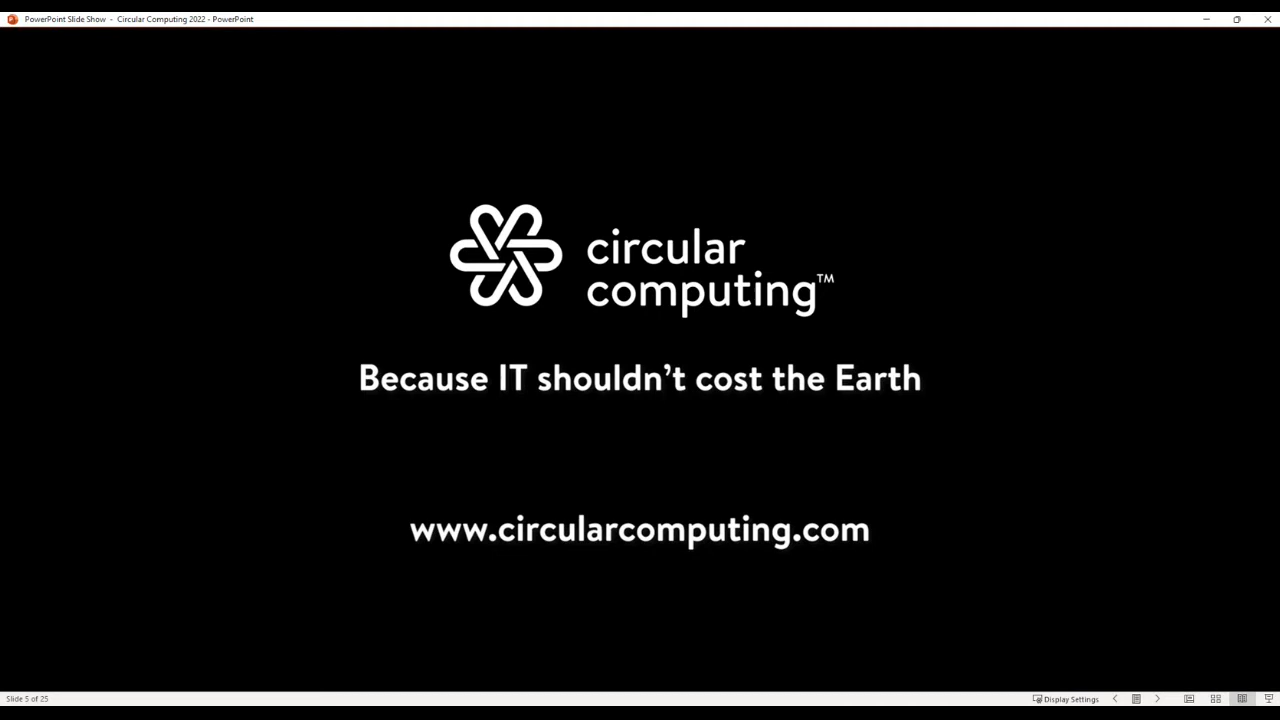 PowerPoint Slide Show - Circular Computing 2022 - PowerPoint
circular
computing™
Because IT shouldn't cost the Earth
www.circularcomputing.com
Slide 5 of 25
Display Settings